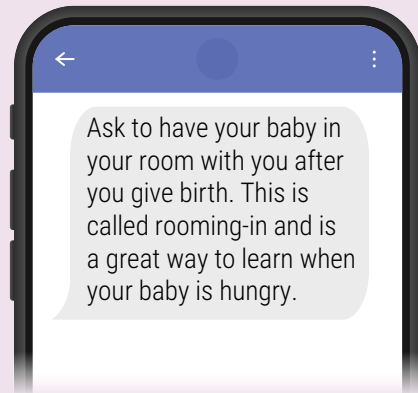 Ask to have your baby in
your room with you after
you give birth. This is
called rooming-in and is
a great way to learn when
your baby is hungry.